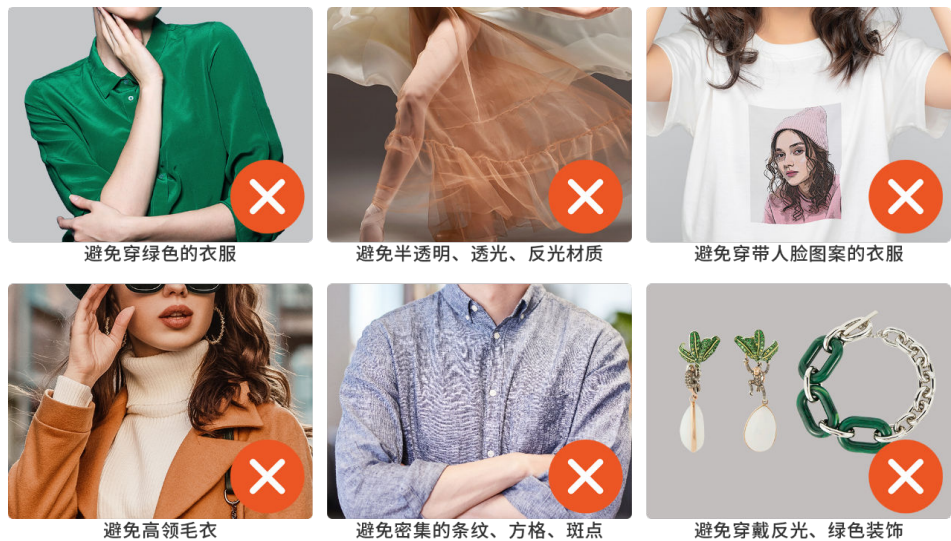 避免穿绿色的衣服
避免半透明、透光、反光材质
避免穿带人脸图案的衣服
避免高领毛衣
避免密集的条纹、方格、斑点
避免穿戴反光、绿色装饰